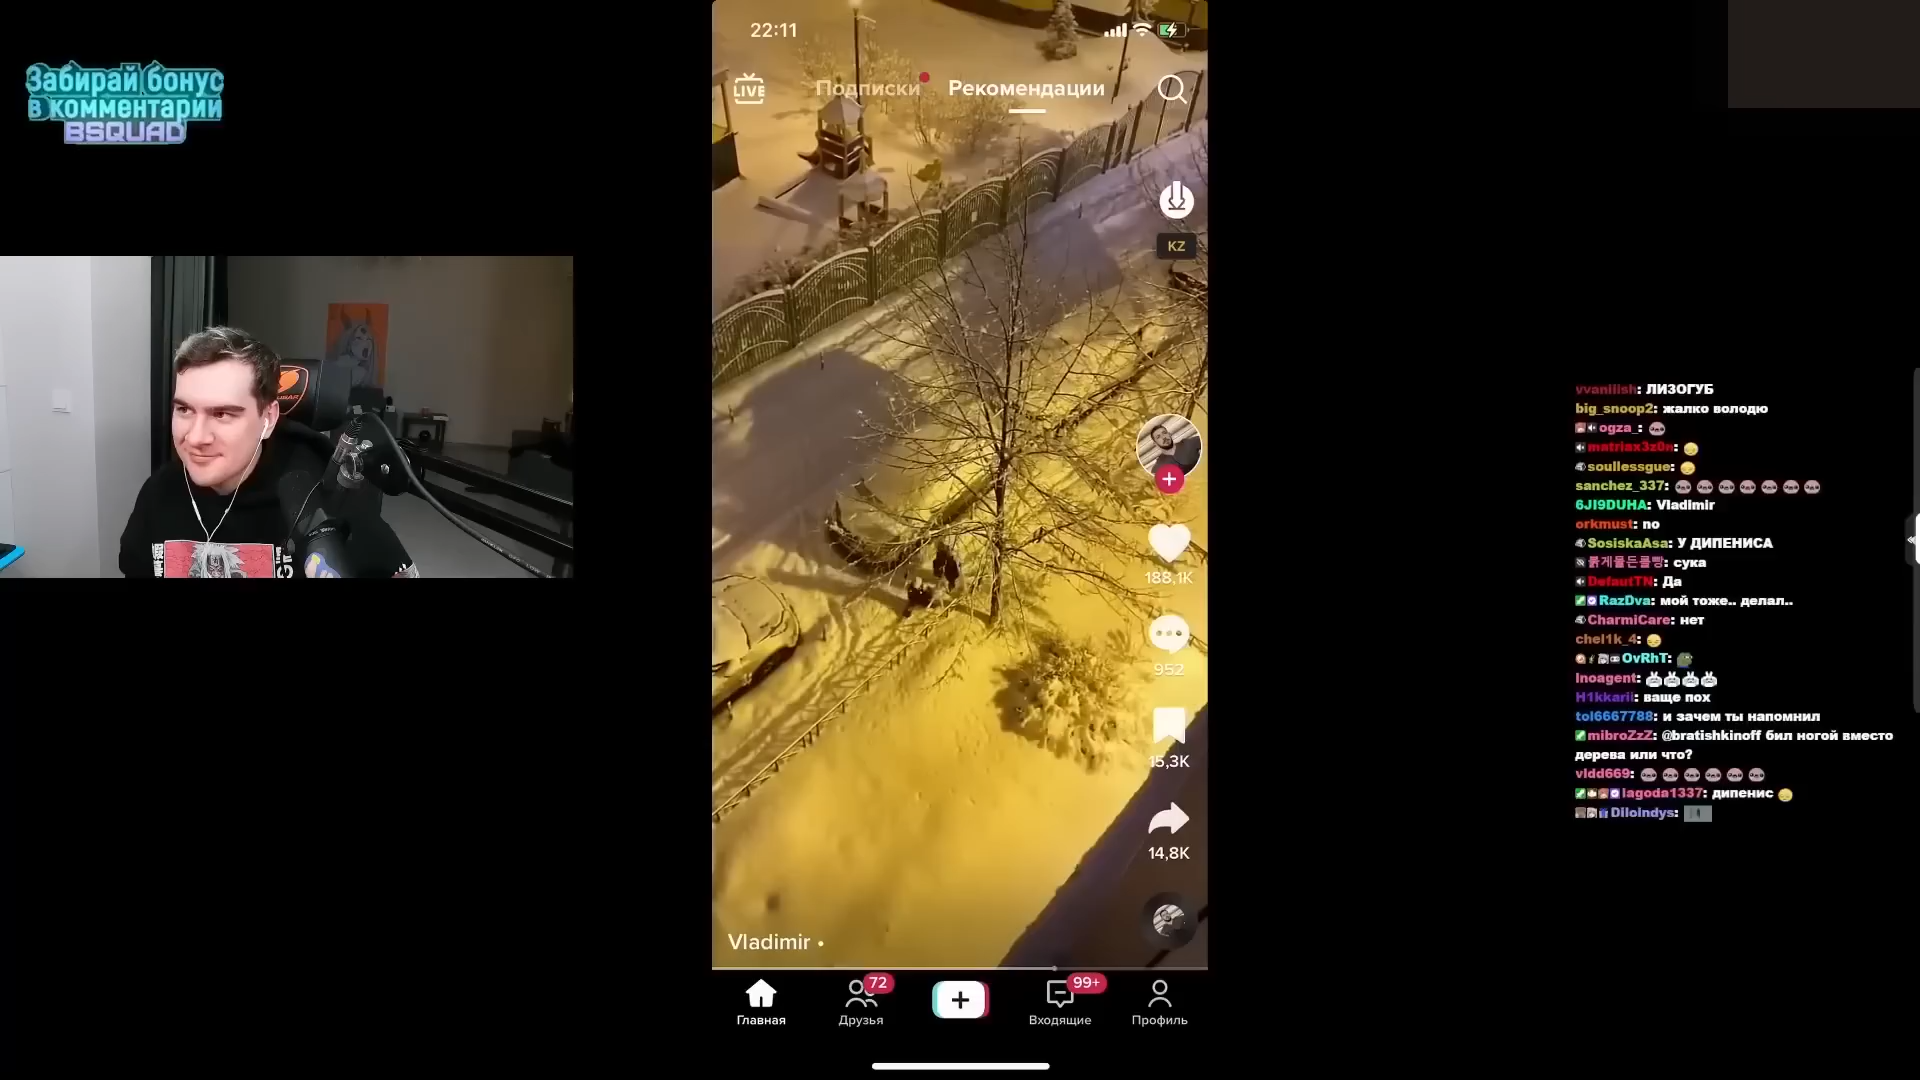 Забирай бонус
в комментарии
BSQUAD
22:11
LIVE
Подписки
Рекомендации
KZ
188,1K
952
15,3K
14,8K
Vladimir •
72
99+
Главная
Друзья
Входящие
Профиль
vvaniiish: ЛИЗОГУБ
big_snoop2: жалко володю
ogza_:
matriax3z0n:
soullessgue:
sanchez_337:
6JI9DUHA: Vladimir
orkmust: no
SosiskaAsa: У ДИПЕНИСА
сука
DefautTN: Да
RazDva: мой тоже.. делал..
CharmiCare: нет
chel1k_4:
OvRhT:
Inoagent:
H1kkarii: ваще пох
tol6667788: и зачем ты напомнил
mibroZzZ: @bratishkinoff бил ногой вместо
дерева или что?
vldd669:
lagoda1337: дипенис
Diloindys: